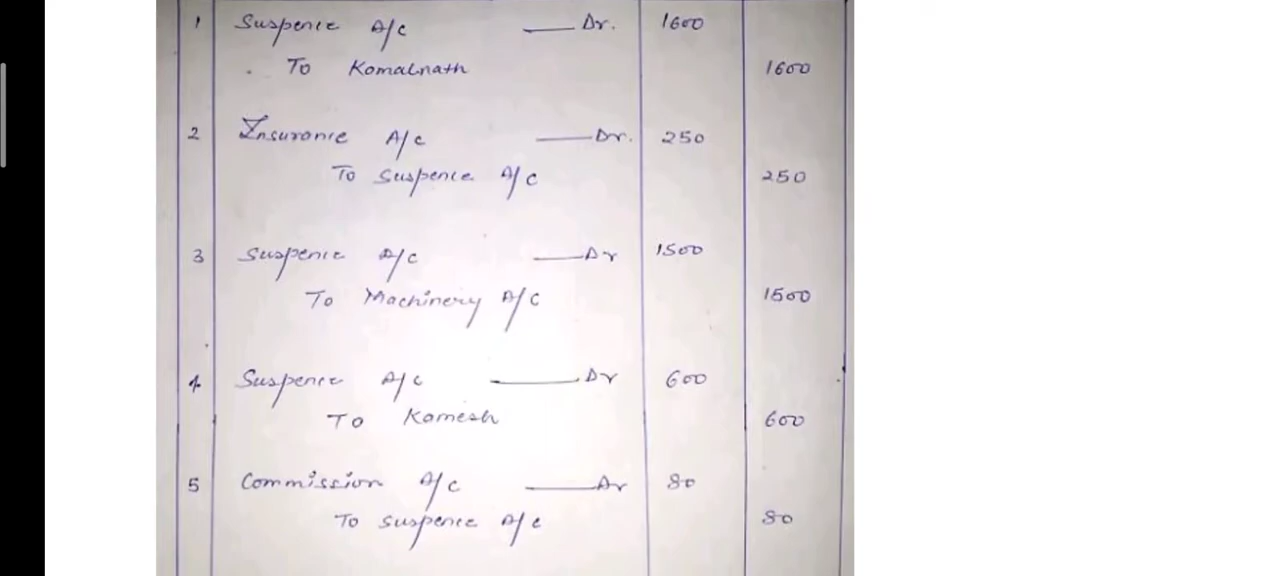 1 Suspence A/c — Dr. 1600
To Komalnath 1600
2 Insurance A/c — Dr. 250
To Suspence A/c 250
3 Suspence A/c — Dr 1500
To Machinery A/c 1500
4 Suspence A/c — Dr 600
To Komesh 600
5 Commission A/c — Dr 80
To Suspence A/c 80